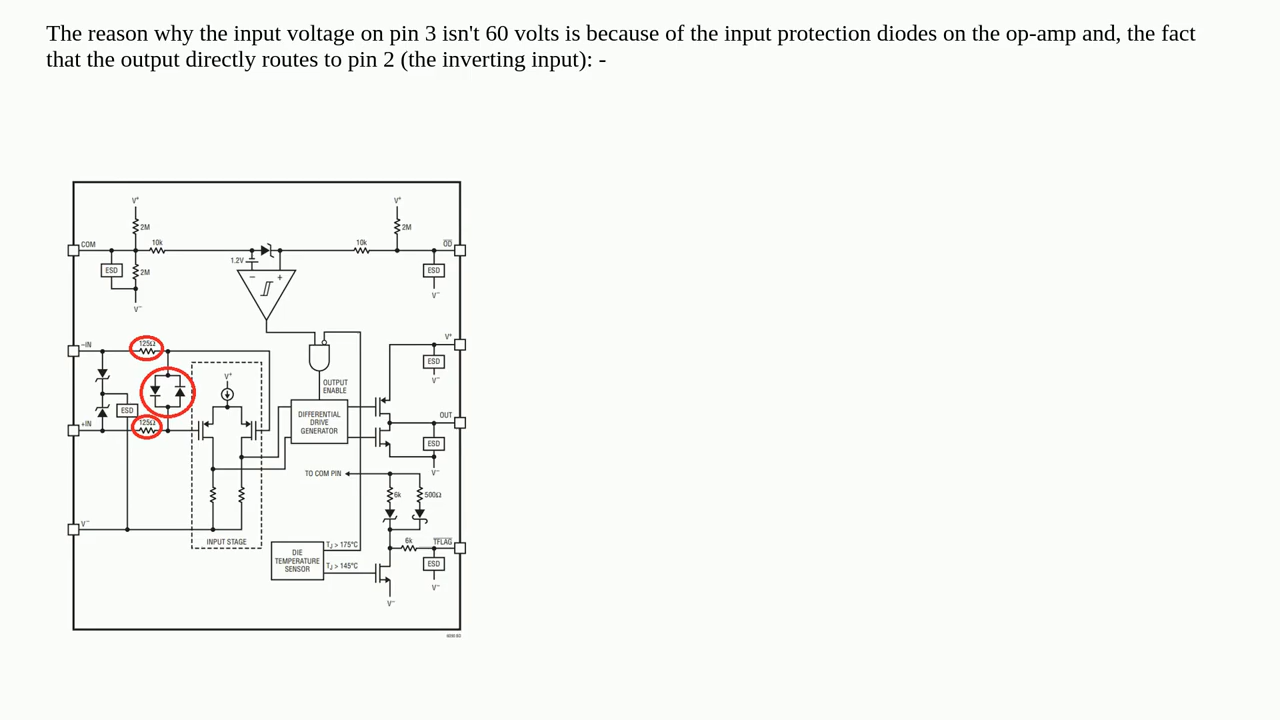 The reason why the input voltage on pin 3 isn't 60 volts is because of the input protection diodes on the op-amp and, the fact
that the output directly routes to pin 2 (the inverting input): -
V+
V+
2M
2M
COM
10k
10k
OD
1.2V
ESD
2M
ESD
− +
V−
V−
–IN
125Ω
V+
ESD
V−
V+
OUTPUT
ENABLE
ESD
+IN
125Ω
DIFFERENTIAL
DRIVE
GENERATOR
OUT
ESD
V−
TO COM PIN
6k
500Ω
V−
INPUT STAGE
DIE
TEMPERATURE
SENSOR
TJ > 175°C
TJ > 145°C
6k
TFLAG
ESD
V−
V−